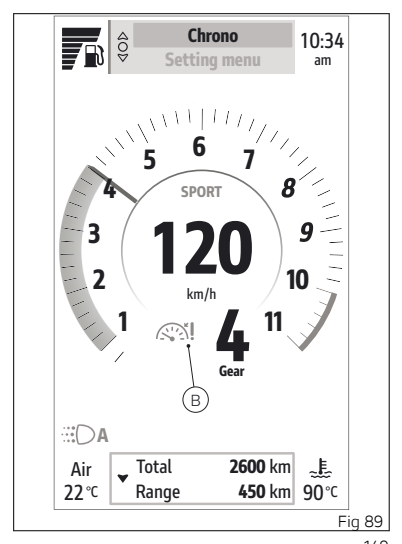 Chrono
10:34
am
Setting menu
6
5
7
4
8
SPORT
3
9
120
2
10
km/h
1
4
11
Gear
B
A
Air
Total 2600 km
22 °C
Range 450 km
90 °C
Fig 89